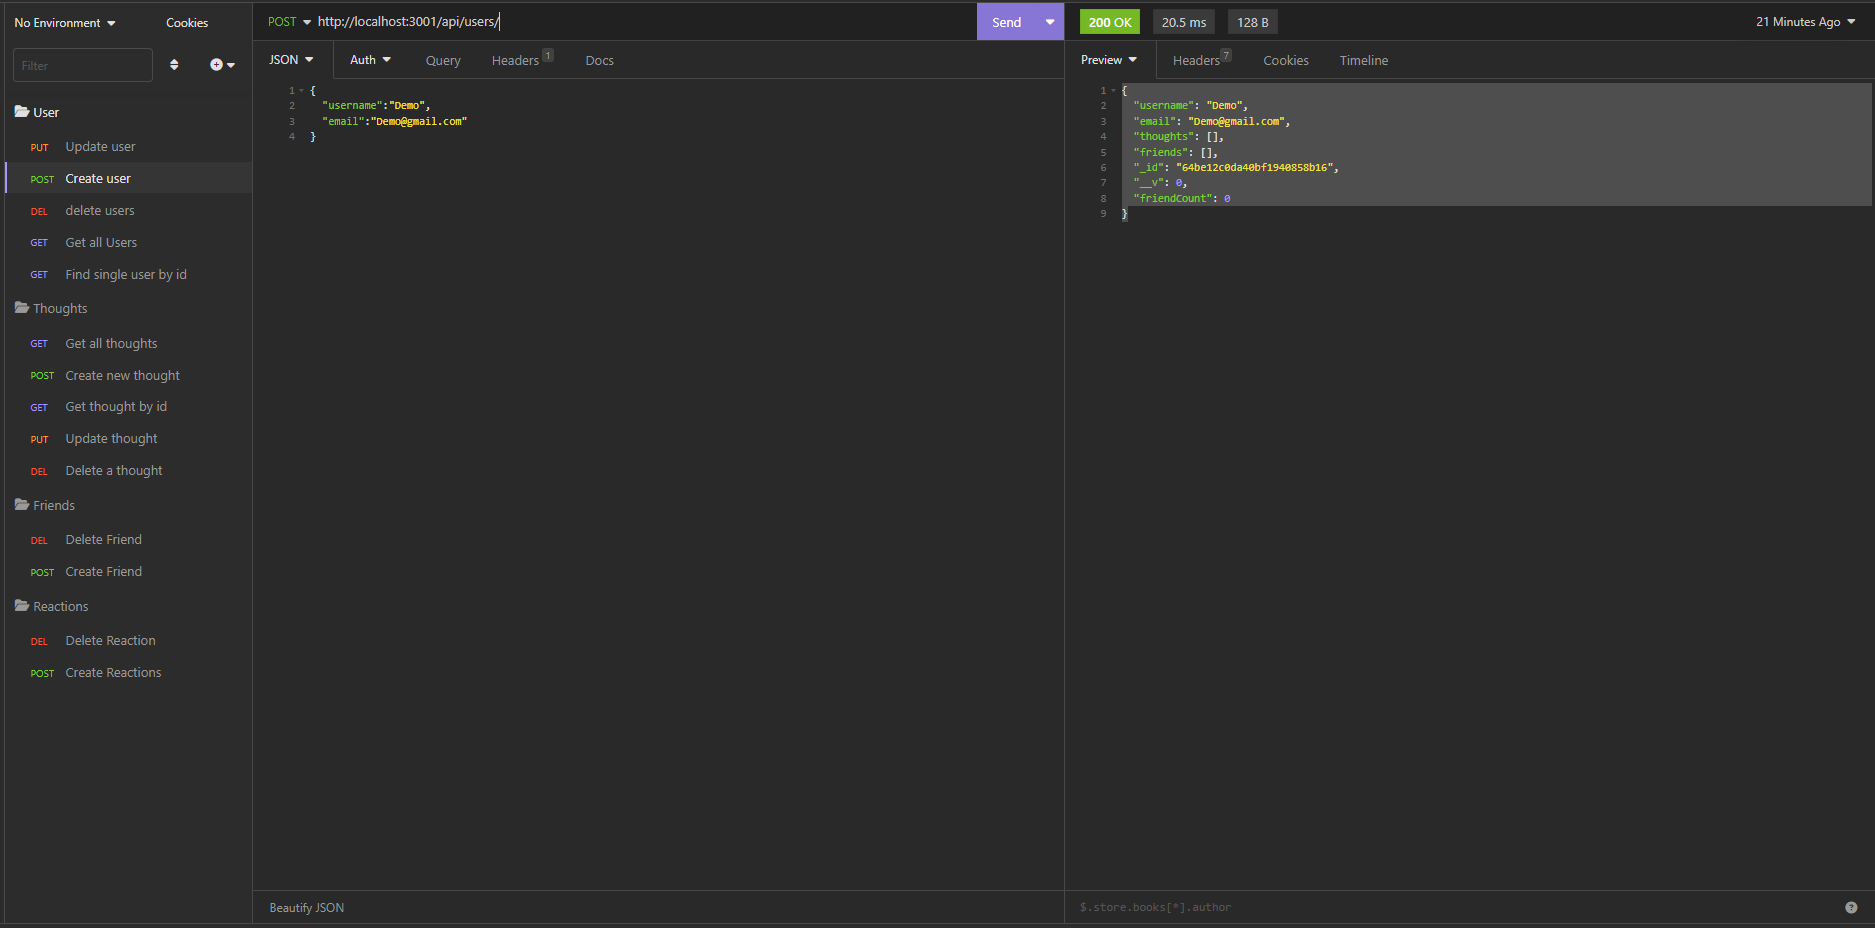 No Environment
Cookies
Filter
User
PUT Update user
POST Create user
DEL delete users
GET Get all Users
GET Find single user by id
Thoughts
GET Get all thoughts
POST Create new thought
GET Get thought by id
PUT Update thought
DEL Delete a thought
Friends
DEL Delete Friend
POST Create Friend
Reactions
DEL Delete Reaction
POST Create Reactions
POST http://localhost:3001/api/users/
Send
JSON Auth Query Headers 1 Docs
1 {
2 "username":"Demo",
3 "email":"Demo@gmail.com"
4 }
Beautify JSON
200 OK 20.5 ms 128 B 21 Minutes Ago
Preview Headers 7 Cookies Timeline
1 {
2 "username": "Demo",
3 "email": "Demo@gmail.com",
4 "thoughts": [],
5 "friends": [],
6 "_id": "64be12c0da40bf1940858b16",
7 "__v": 0,
8 "friendCount": 0
9 }
$.store.books[*].author
?